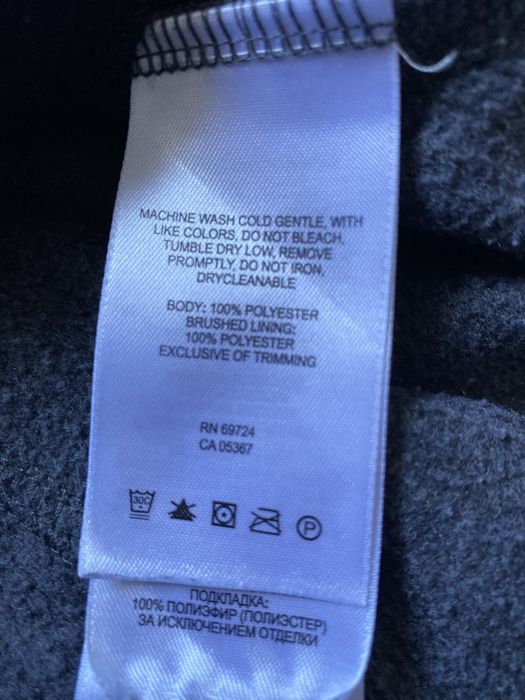 MACHINE WASH COLD GENTLE, WITH
LIKE COLORS, DO NOT BLEACH,
TUMBLE DRY LOW, REMOVE
PROMPTLY, DO NOT IRON,
DRYCLEANABLE
BODY: 100% POLYESTER
BRUSHED LINING:
100% POLYESTER
EXCLUSIVE OF TRIMMING
RN 69724
CA 05367
30C P
ПОДКЛАДКА:
100% ПОЛИЭФИР (ПОЛИЭСТЕР)
ЗА ИСКЛЮЧЕНИЕМ ОТДЕЛКИ